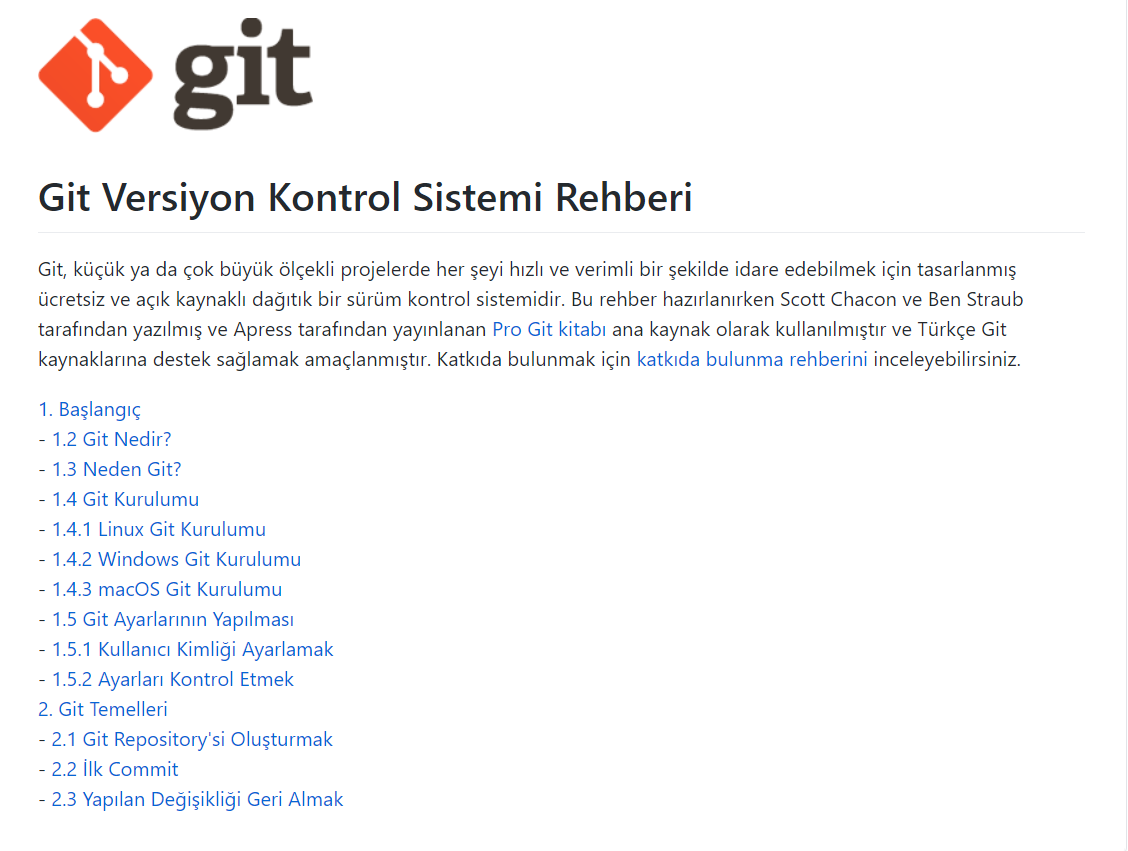 git
Git Versiyon Kontrol Sistemi Rehberi
Git, küçük ya da çok büyük ölçekli projelerde her şeyi hızlı ve verimli bir şekilde idare edebilmek için tasarlanmış
ücretsiz ve açık kaynaklı dağıtık bir sürüm kontrol sistemidir. Bu rehber hazırlanırken Scott Chacon ve Ben Straub
tarafından yazılmış ve Apress tarafından yayınlanan Pro Git kitabı ana kaynak olarak kullanılmıştır ve Türkçe Git
kaynaklarına destek sağlamak amaçlanmıştır. Katkıda bulunmak için katkıda bulunma rehberini inceleyebilirsiniz.
1. Başlangıç
- 1.2 Git Nedir?
- 1.3 Neden Git?
- 1.4 Git Kurulumu
- 1.4.1 Linux Git Kurulumu
- 1.4.2 Windows Git Kurulumu
- 1.4.3 macOS Git Kurulumu
- 1.5 Git Ayarlarının Yapılması
- 1.5.1 Kullanıcı Kimliği Ayarlamak
- 1.5.2 Ayarları Kontrol Etmek
2. Git Temelleri
- 2.1 Git Repository'si Oluşturmak
- 2.2 İlk Commit
- 2.3 Yapılan Değişikliği Geri Almak